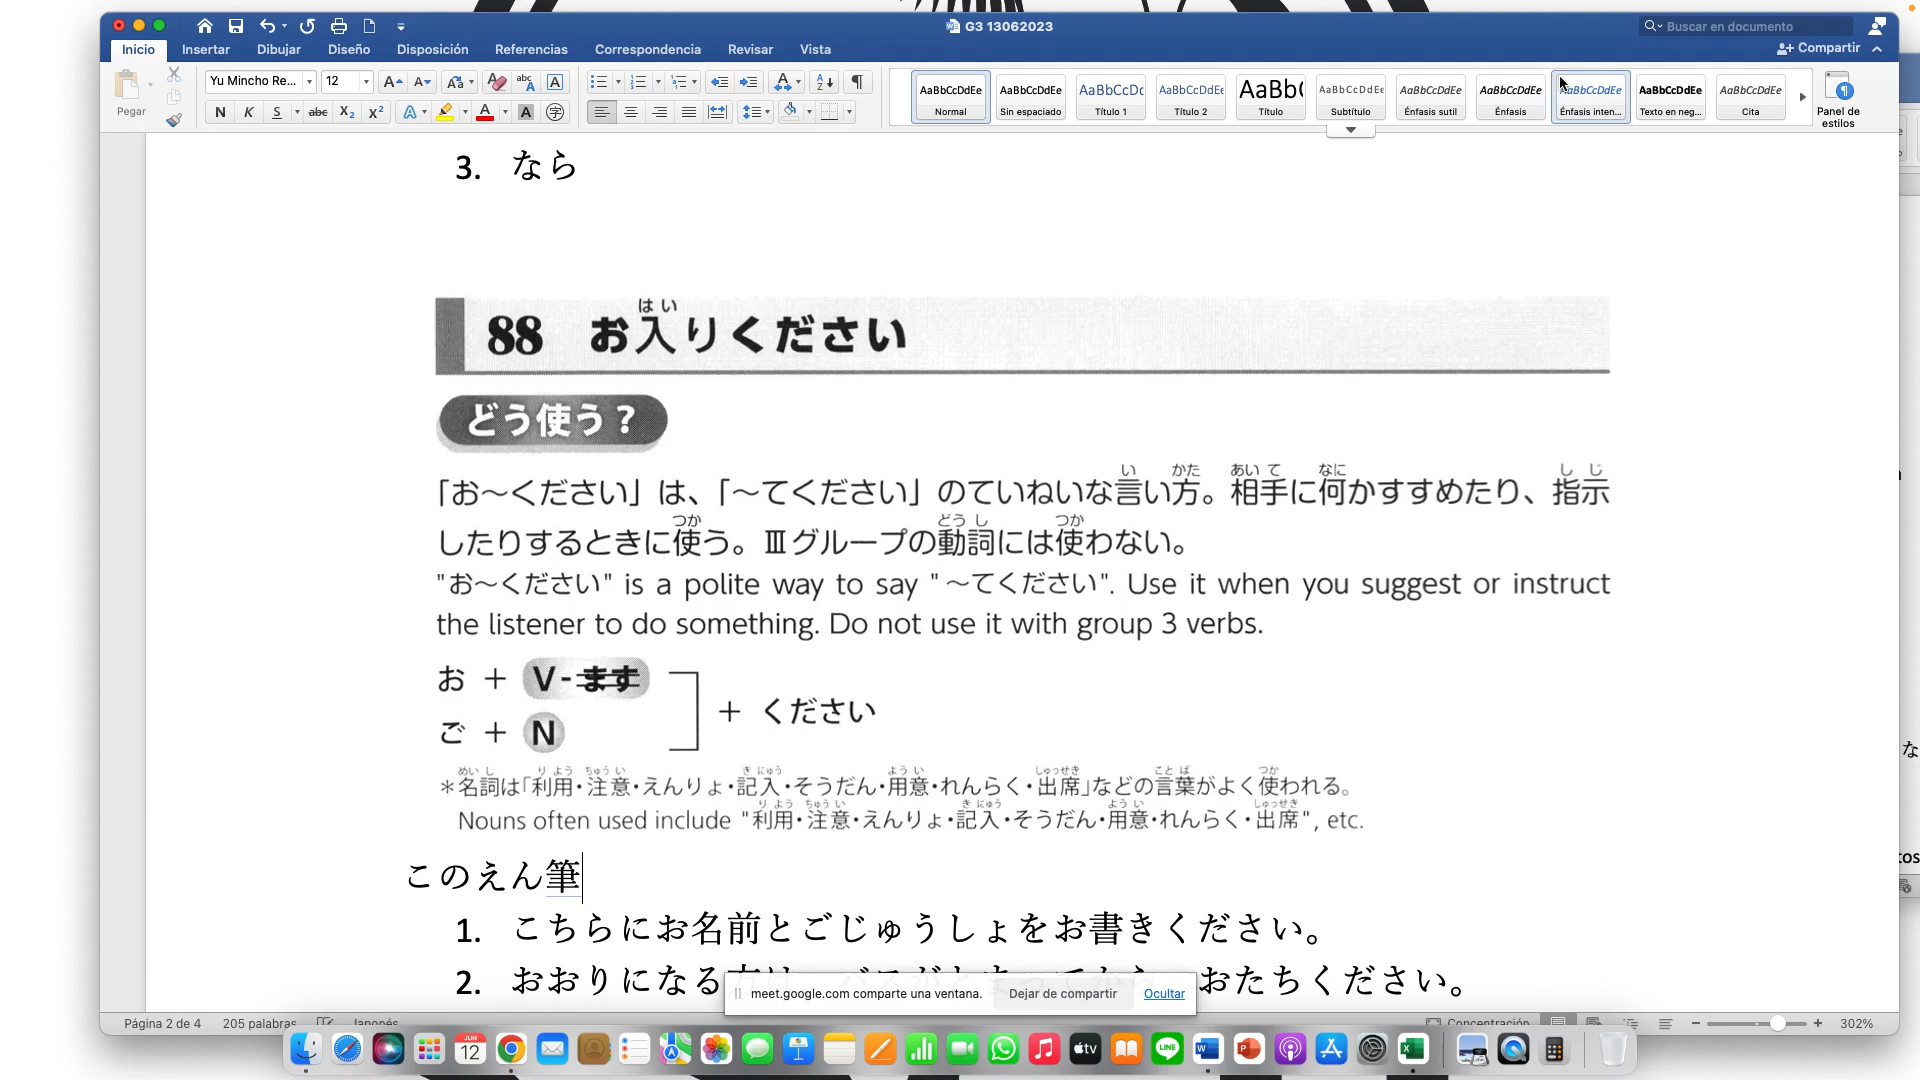 G3 13062023
Buscar en documento
Inicio Insertar Dibujar Diseño Disposición Referencias Correspondencia Revisar Vista
Compartir
Pegar
Yu Mincho Re... 12
N K S abc X₂ X²
AaBbCcDdEe AaBbCcDdEe AaBbCcDc AaBbCcDdEe AaBb( AaBbCcDdEe AaBbCcDdEe AaBbCcDdEe AaBbCcDdEe AaBbCcDdEe AaBbCcDdEe
Normal Sin espaciado Título 1 Título 2 Título Subtítulo Énfasis sutil Énfasis Énfasis inten... Texto en neg... Cita
Panel de estilos
3. なら
はい
88 お入りください
どう使う？
い かた あいて なに しじ
「お〜ください」は、「〜てください」のていねいな言い方。相手に何かすすめたり、指示
つか どうし つか
したりするときに使う。Ⅲグループの動詞には使わない。
"お〜ください" is a polite way to say "〜てください". Use it when you suggest or instruct
the listener to do something. Do not use it with group 3 verbs.
お + V-ます
+ ください
ご + N
めいし りよう ちゅうい きにゅう ようい しゅっせき ことば つか
＊名詞は「利用・注意・えんりょ・記入・そうだん・用意・れんらく・出席」などの言葉がよく使われる。
りよう ちゅうい きにゅう ようい しゅっせき
Nouns often used include "利用・注意・えんりょ・記入・そうだん・用意・れんらく・出席", etc.
このえん筆
1. こちらにお名前とごじゅうしょをお書きください。
2. おおりになる方は、バスがとまってから、おたちください。
meet.google.com comparte una ventana. Dejar de compartir Ocultar
Página 2 de 4 205 palabras Japonés
Concentración
302%
JUN
12
tv
LINE